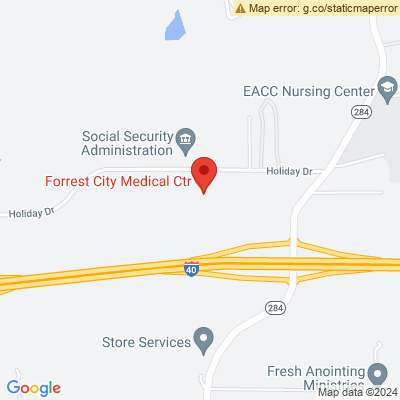 Map error: g.co/staticmaperror
EACC Nursing Center
284
Social Security
Administration
Holiday Dr
Forrest City Medical Ctr
Holiday Dr
40
284
Store Services
Fresh Anointing
Ministries
Google
Map data ©2024